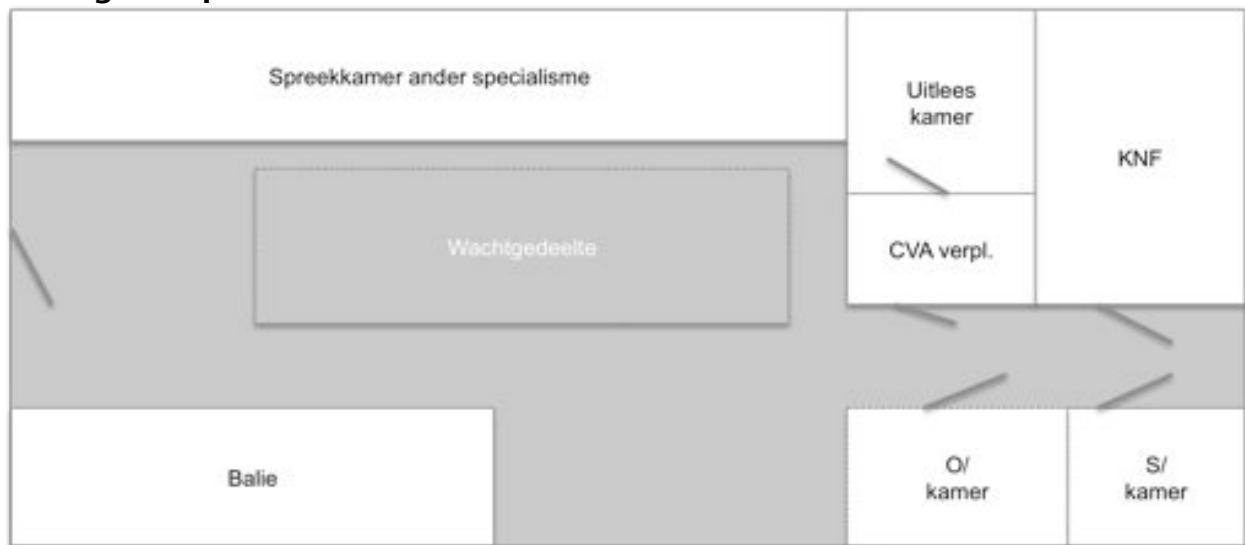 Spreekkamer ander specialisme
Uitlees
kamer
KNF
Wachtgedeelte
CVA verpl.
Balie
O/
kamer
S/
kamer